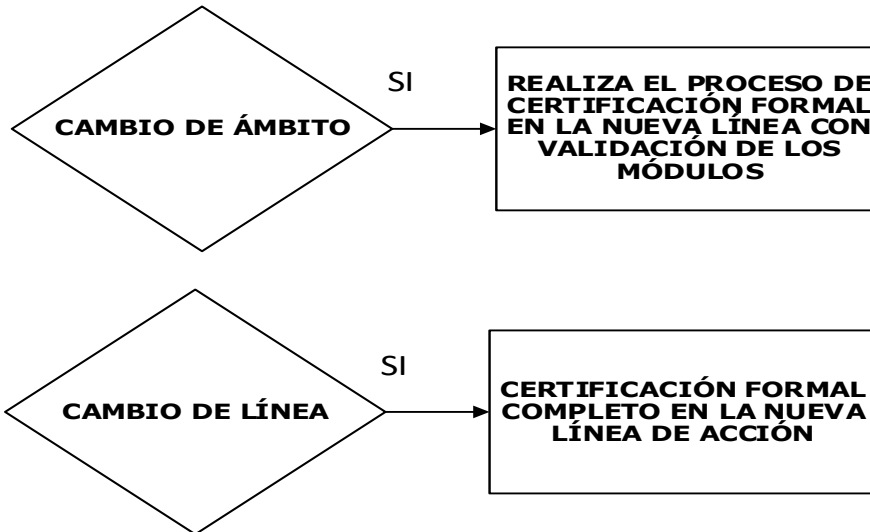 CAMBIO DE ÁMBITO
SI
REALIZA EL PROCESO DE
CERTIFICACIÓN FORMAL
EN LA NUEVA LÍNEA CON
VALIDACIÓN DE LOS
MÓDULOS
CAMBIO DE LÍNEA
SI
CERTIFICACIÓN FORMAL
COMPLETO EN LA NUEVA
LÍNEA DE ACCIÓN